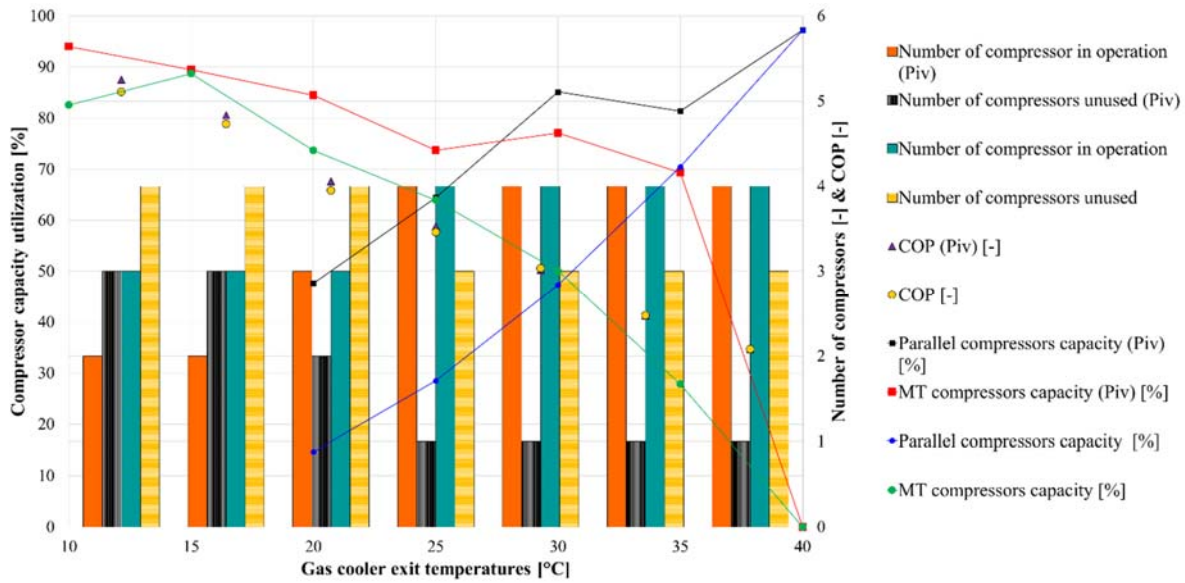 100
90
80
70
60
50
40
30
20
10
0
Compressor capacity utilization [%]
10
15
20
25
30
35
40
Gas cooler exit temperatures [°C]
6
5
4
3
2
1
0
Number of compressors [-] & COP [-]
Number of compressor in operation
(Piv)
Number of compressors unused (Piv)
Number of compressor in operation
Number of compressors unused
COP (Piv) [-]
COP [-]
Parallel compressors capacity (Piv)
[%]
MT compressors capacity (Piv) [%]
Parallel compressors capacity [%]
MT compressors capacity [%]